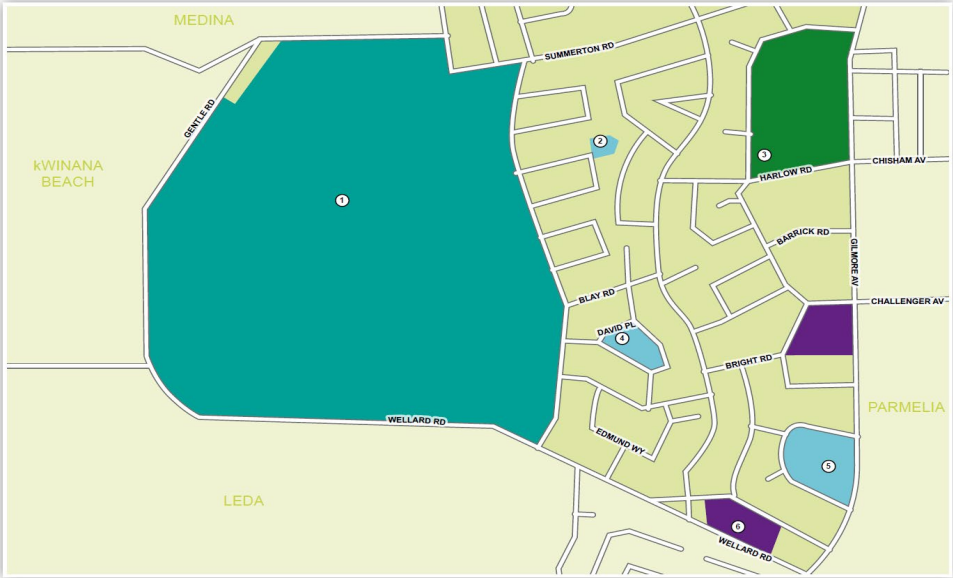 MEDINA
SUMMERTON RD
GENTLE RD
2
3
CHISHAM AV
kWINANA
BEACH
HARLOW RD
1
BARRICK RD
GILMORE AV
BLAY RD
CHALLENGER AV
DAVID PL
4
BRIGHT RD
PARMELIA
WELLARD RD
EDMUND WY
5
LEDA
6
WELLARD RD